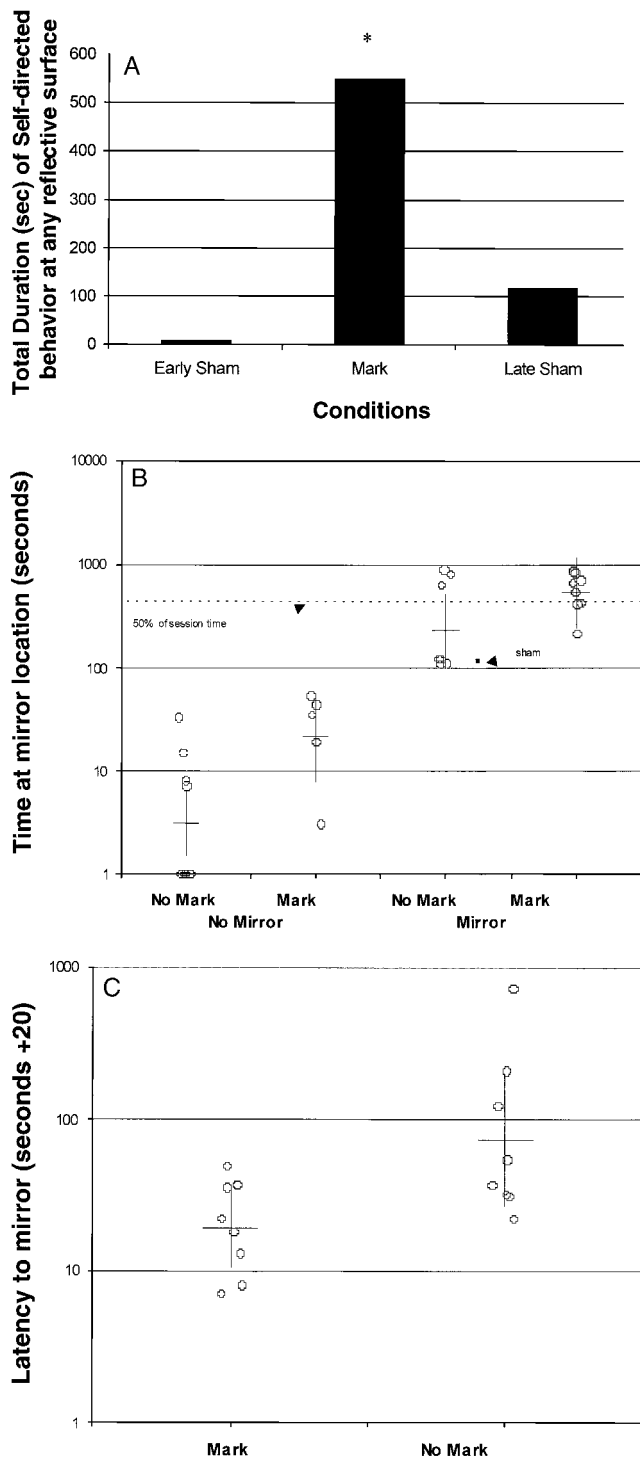 Total Duration (sec) of Self-directed
behavior at any reflective surface
A
*
600
500
400
300
200
100
0
Early Sham Mark Late Sham
Conditions
Time at mirror location (seconds)
B
10000
1000
50% of session time
sham
100
10
1
No Mark Mark No Mark Mark
No Mirror Mirror
Latency to mirror (seconds +20)
C
1000
100
10
1
Mark No Mark